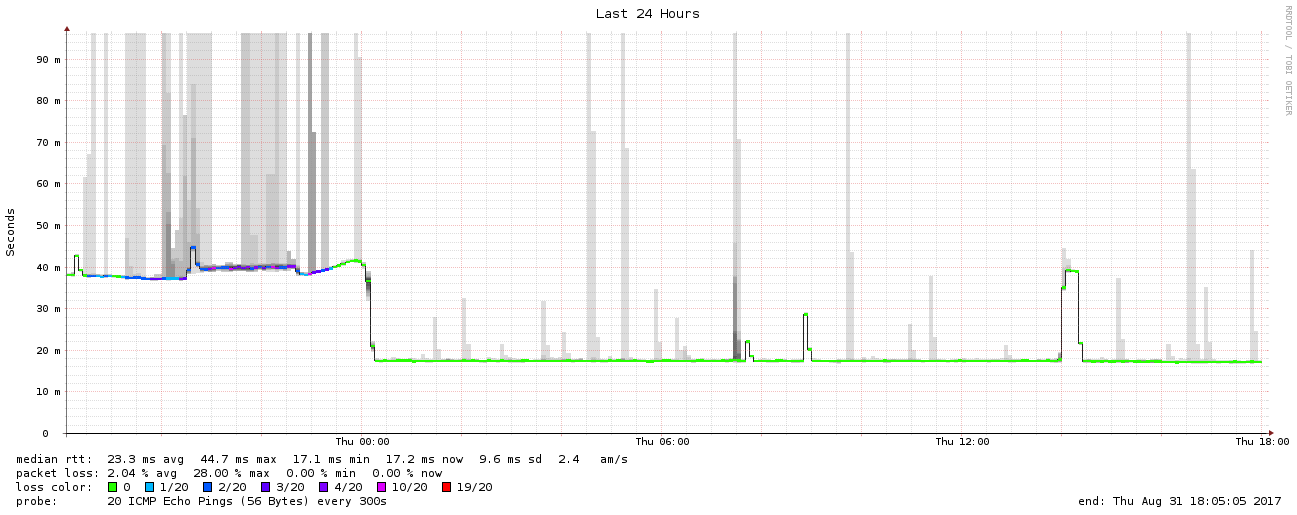 Last 24 Hours
RRDTOOL / TOBI OETIKER
Seconds
90 m
80 m
70 m
60 m
50 m
40 m
30 m
20 m
10 m
0
Thu 00:00 Thu 06:00 Thu 12:00 Thu 18:00
median rtt: 23.3 ms avg 44.7 ms max 17.1 ms min 17.2 ms now 9.6 ms sd 2.4 am/s
packet loss: 2.04 % avg 28.00 % max 0.00 % min 0.00 % now
loss color: 0 1/20 2/20 3/20 4/20 10/20 19/20
probe: 20 ICMP Echo Pings (56 Bytes) every 300s end: Thu Aug 31 18:05:05 2017